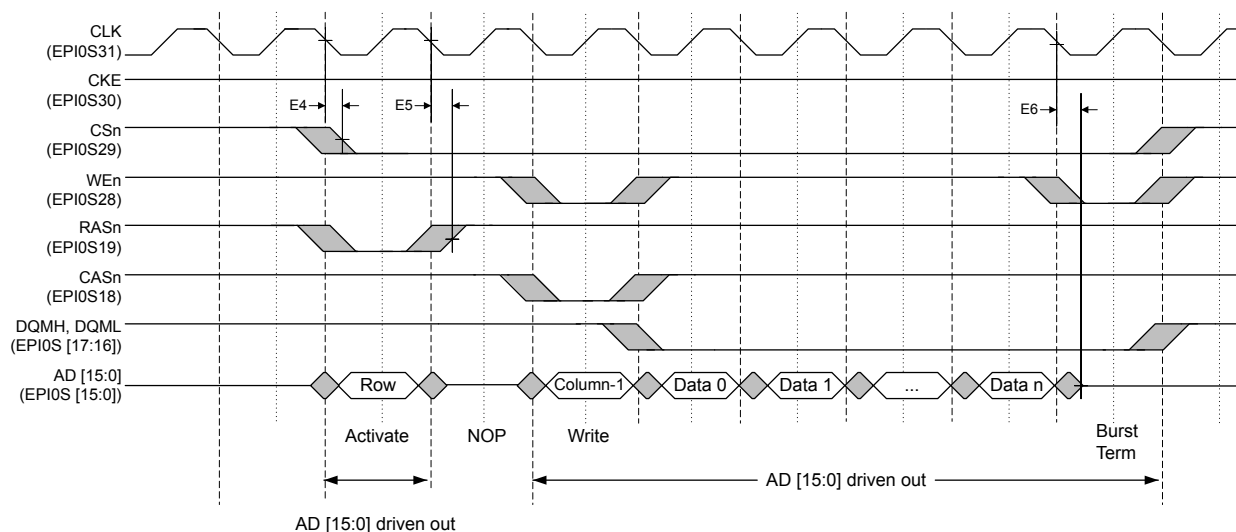 CLK
(EPI0S31)
CKE
(EPI0S30)
E4
E5
E6
CSn
(EPI0S29)
WEn
(EPI0S28)
RASn
(EPI0S19)
CASn
(EPI0S18)
DQMH, DQML
(EPI0S [17:16])
AD [15:0]
(EPI0S [15:0])
Row
Column-1
Data 0
Data 1
...
Data n
Activate
NOP
Write
Burst
Term
AD [15:0] driven out
AD [15:0] driven out